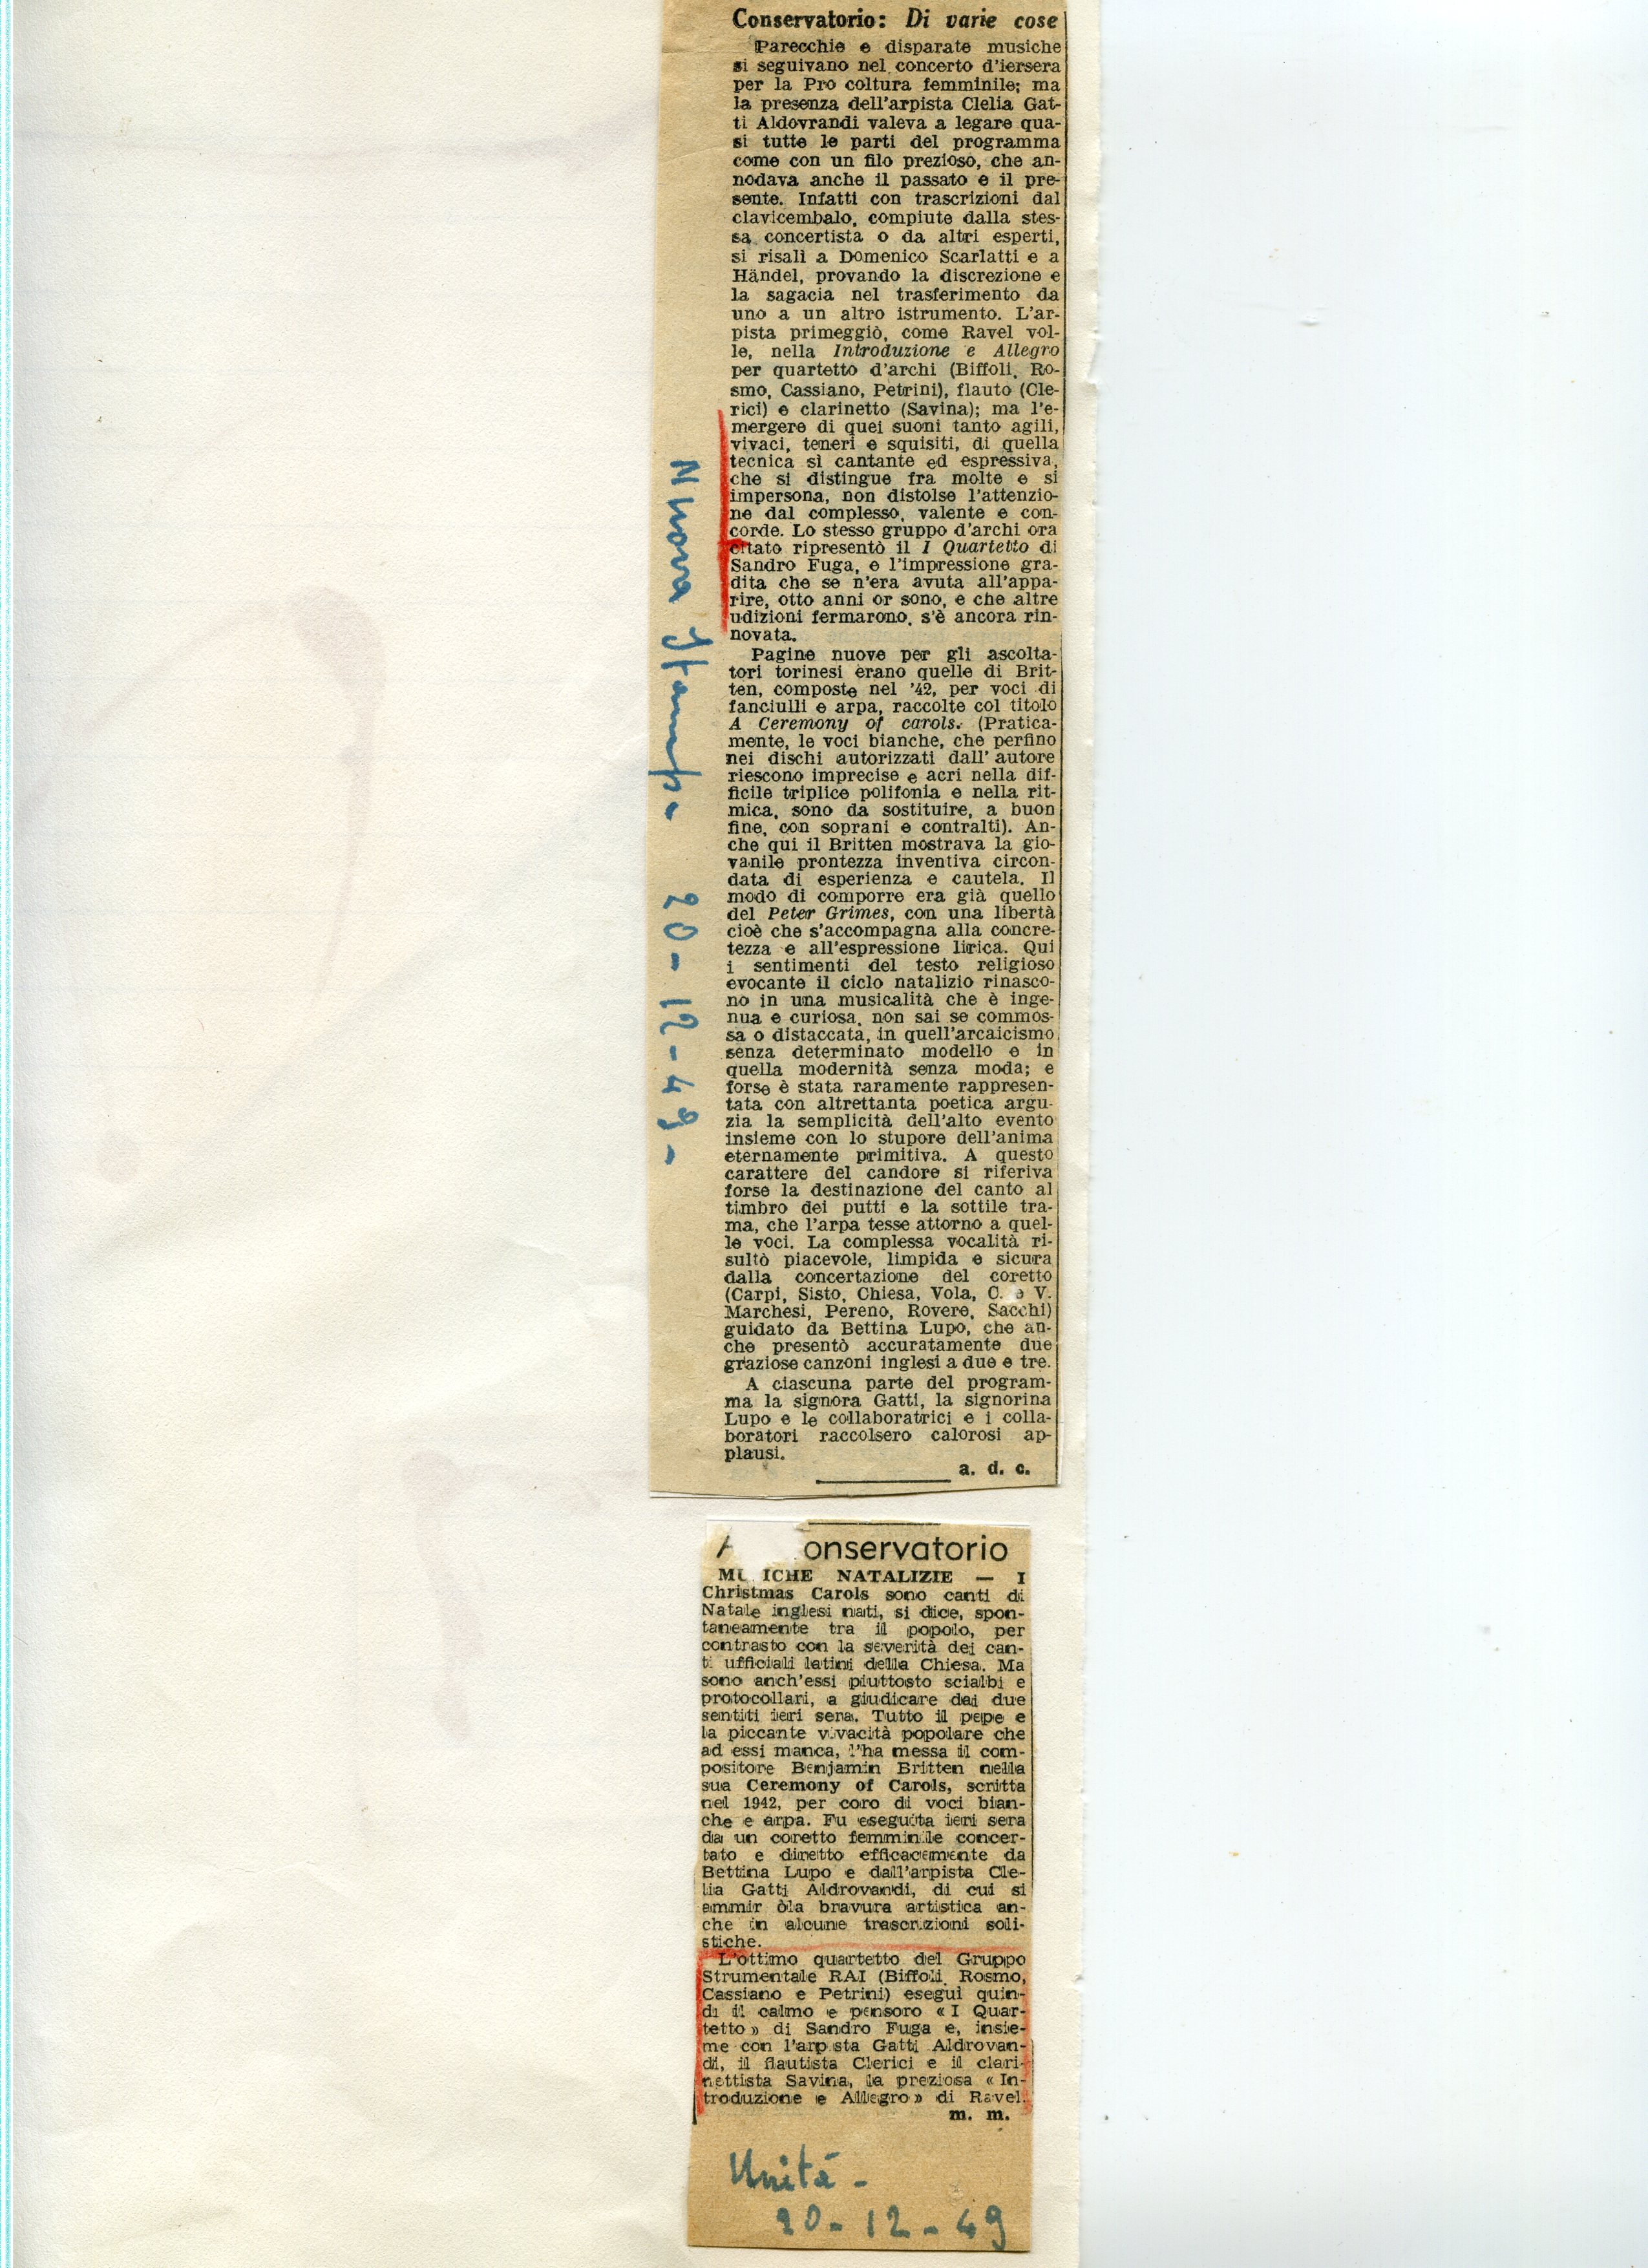 Conservatorio: Di varie cose
Parecchie e disparate musiche
si seguivano nel concerto d'iersera
per la Pro coltura femminile; ma
la presenza dell'arpista Clelia Gat-
ti Aldovrandi valeva a legare qua-
si tutte le parti del programma
come con un filo prezioso, che an-
nodava anche il passato e il pre-
sente. Infatti con trascrizioni dal
clavicembalo, compiute dalla stes-
sa concertista o da altri esperti,
si risalì a Domenico Scarlatti e a
Händel, provando la discrezione e
la sagacia nel trasferimento da
uno a un altro istrumento. L'ar-
pista primeggiò, come Ravel vol-
le, nella Introduzione e Allegro
per quartetto d'archi (Biffoli, Ro-
smo, Cassiano, Petrini), flauto (Cle-
rici) e clarinetto (Savina); ma l'e-
mergere di quei suoni tanto agili,
vivaci, teneri e squisiti, di quella
tecnica sì cantante ed espressiva,
che si distingue fra molte e si
impersona, non distolse l'attenzio-
ne dal complesso, valente e con-
corde. Lo stesso gruppo d'archi ora
citato ripresentò il I Quartetto di
Sandro Fuga, e l'impressione gra-
dita che se n'era avuta all'appa-
rire, otto anni or sono, e che altre
udizioni fermarono, s'è ancora rin-
novata.
Pagine nuove per gli ascolta-
tori torinesi erano quelle di Brit-
ten, composte nel '42, per voci di
fanciulli e arpa, raccolte col titolo
A Ceremony of carols. (Pratica-
mente, le voci bianche, che perfino
nei dischi autorizzati dall' autore
riescono imprecise e acri nella dif-
ficile triplice polifonia e nella rit-
mica, sono da sostituire, a buon
fine, con soprani e contralti). An-
che qui il Britten mostrava la gio-
vanile prontezza inventiva circon-
data di esperienza e cautela. Il
modo di comporre era già quello
del Peter Grimes, con una libertà
cioè che s'accompagna alla concre-
tezza e all'espressione lirica. Qui
i sentimenti del testo religioso
evocante il ciclo natalizio rinasco-
no in una musicalità che è inge-
nua e curiosa, non sai se commos-
sa o distaccata, in quell'arcaicismo
senza determinato modello e in
quella modernità senza moda; e
forse è stata raramente rappresen-
tata con altrettanta poetica argu-
zia la semplicità dell'alto evento
insieme con lo stupore dell'anima
eternamente primitiva. A questo
carattere del candore si riferiva
forse la destinazione del canto al
timbro dei putti e la sottile tra-
ma, che l'arpa tesse attorno a quel-
le voci. La complessa vocalità ri-
sultò piacevole, limpida e sicura
dalla concertazione del coretto
(Carpi, Sisto, Chiesa, Vola, C. e V.
Marchesi, Pereno, Rovere, Sacchi)
guidato da Bettina Lupo, che an-
che presentò accuratamente due
graziose canzoni inglesi a due e tre.
A ciascuna parte del program-
ma la signora Gatti, la signorina
Lupo e le collaboratrici e i colla-
boratori raccolsero calorosi ap-
plausi.
a. d. c.
Nuova Stampa 20-12-49-
A onservatorio
MU ICHE NATALIZIE — I
Christmas Carols sono canti di
Natale inglesi nati, si dice, spon-
taneamente tra il popolo, per
contrasto con la severità dei can-
ti ufficiali latini della Chiesa. Ma
sono anch'essi piuttosto scialbi e
protocollari, a giudicare dai due
sentiti ieri sera. Tutto il pepe e
la piccante vivacità popolare che
ad essi manca, l'ha messa il com-
positore Benjamin Britten nella
sua Ceremony of Carols, scritta
nel 1942, per coro di voci bian-
che e arpa. Fu eseguita ieri sera
da un coretto femminile concer-
tato e diretto efficacemente da
Bettina Lupo e dall'arpista Cle-
lia Gatti Aldrovandi, di cui si
ammir òla bravura artistica an-
che in alcune trascrizioni soli-
stiche.
L'ottimo quartetto del Gruppo
Strumentale RAI (Biffoli, Rosmo,
Cassiano e Petrini) eseguì quin-
di il calmo e pensoro « I Quar-
tetto » di Sandro Fuga e, insie-
me con l'arpista Gatti Aldrovan-
di, il flautista Clerici e il clari-
nettista Savina, la preziosa « In-
troduzione e Allegro » di Ravel.
m. m.
Unità -
20-12-49